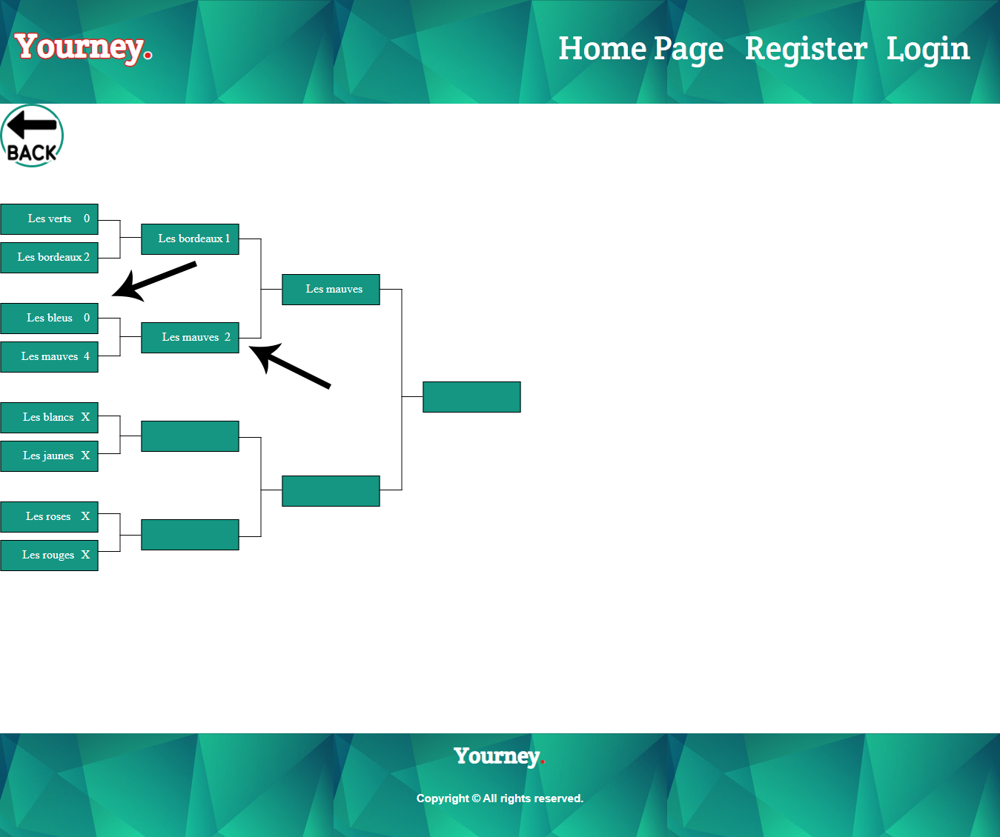 Yourney.
Home Page Register Login
BACK
Les verts 0
Les bordeaux 2
Les bleus 0
Les mauves 4
Les blancs X
Les jaunes X
Les roses X
Les rouges X
Les bordeaux 1
Les mauves 2
Les mauves
Yourney.
Copyright © All rights reserved.